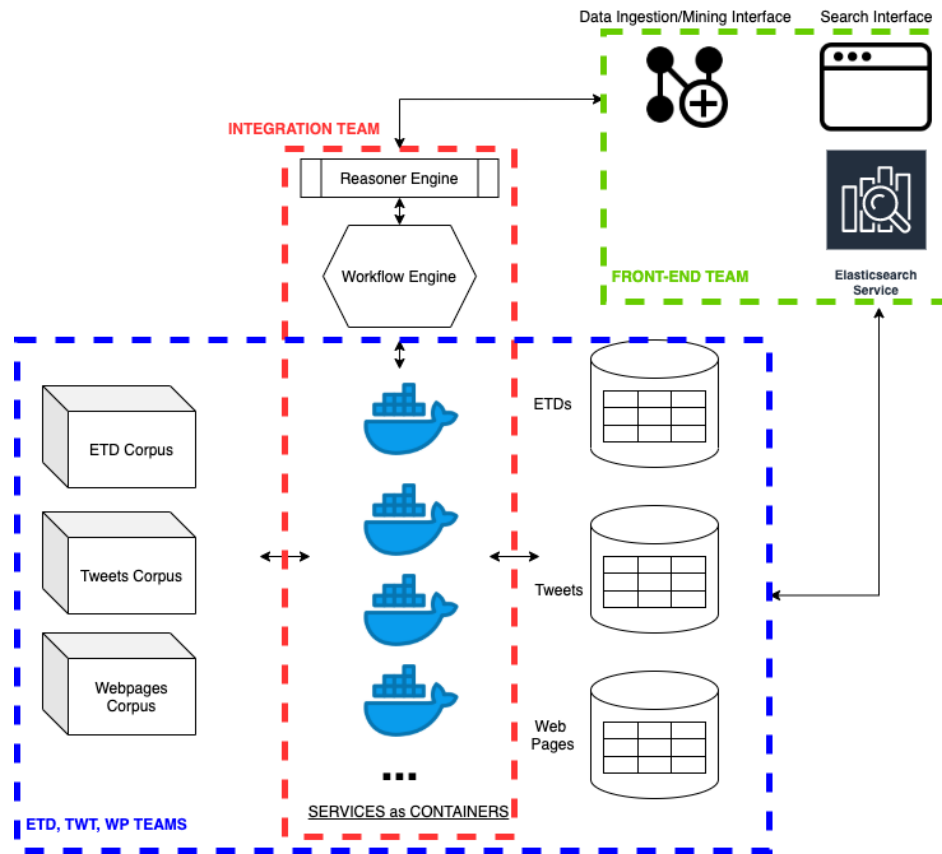 Data Ingestion/Mining Interface
Search Interface
INTEGRATION TEAM
Reasoner Engine
Workflow Engine
FRONT-END TEAM
Elasticsearch
Service
ETDs
ETD Corpus
Tweets Corpus
Tweets
Webpages
Corpus
Web
Pages
...
SERVICES as CONTAINERS
ETD, TWT, WP TEAMS